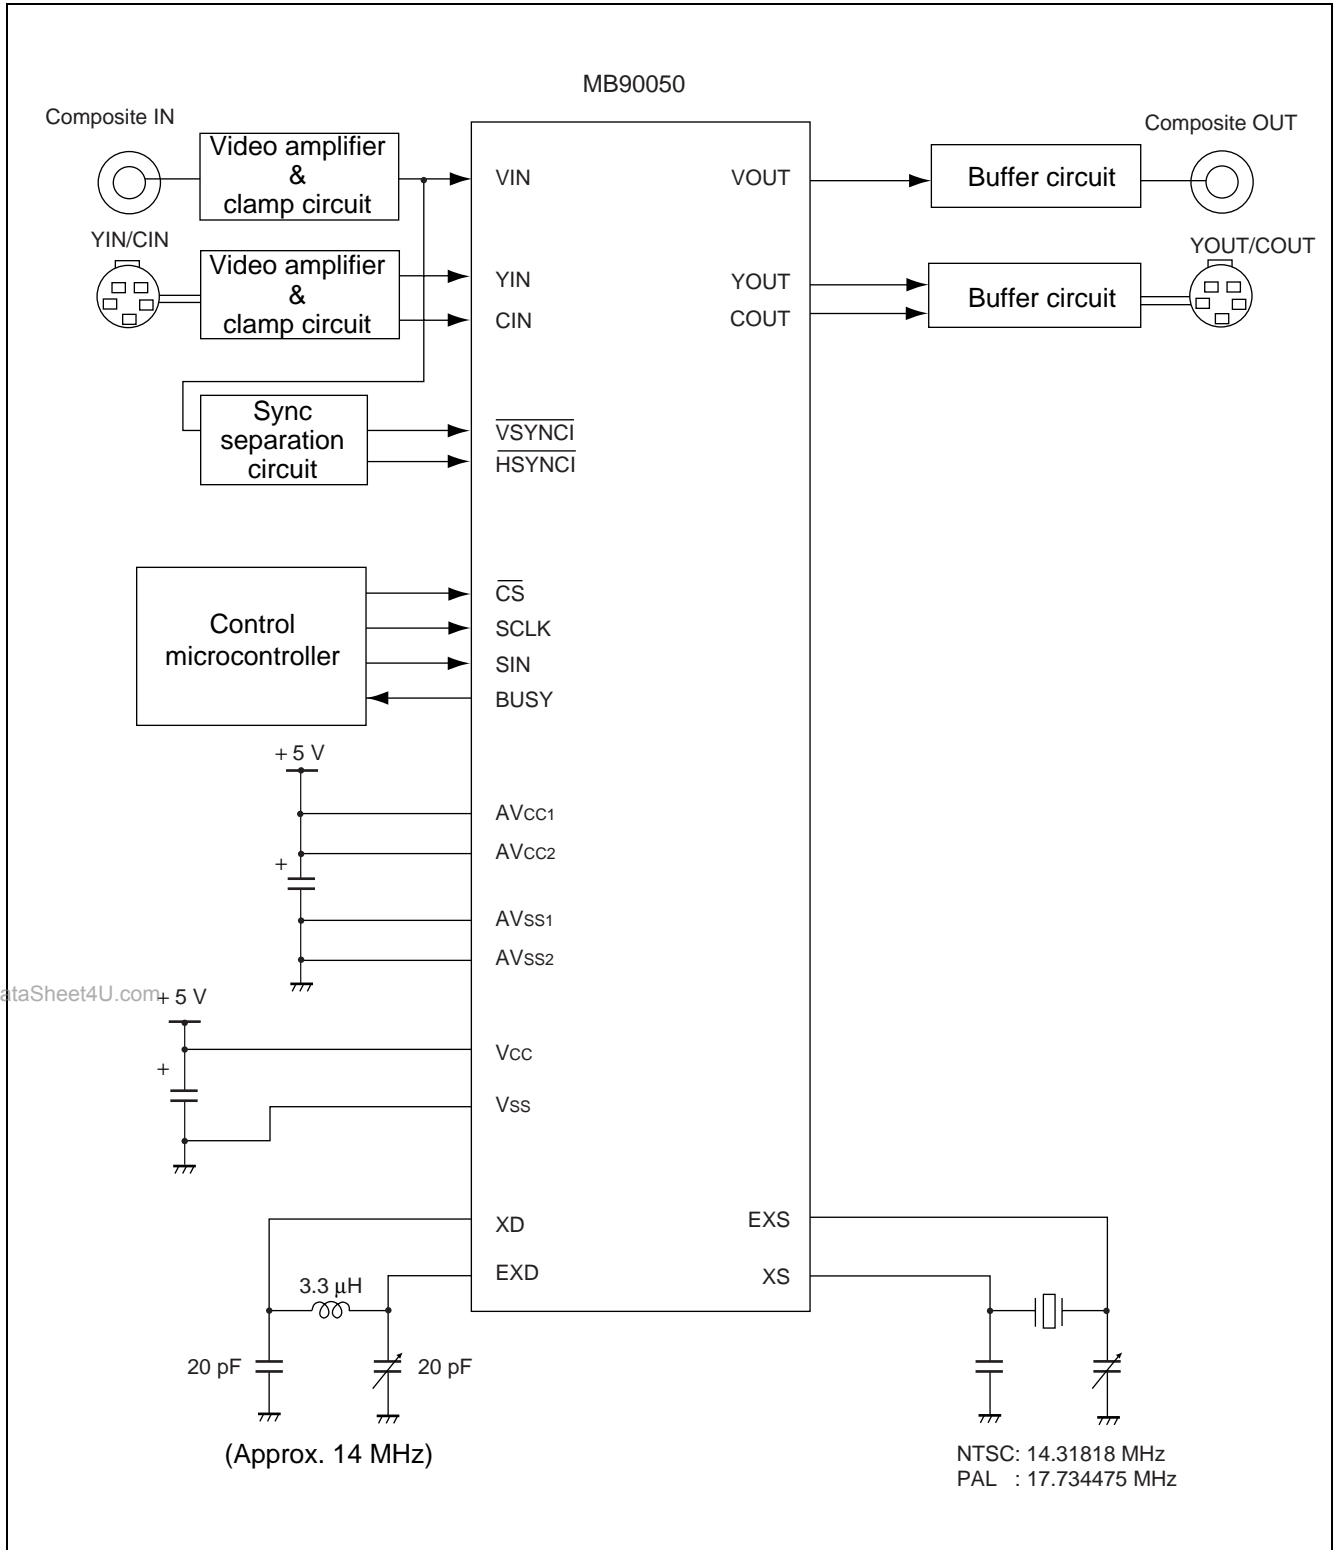 MB90050
Composite IN
Video amplifier
&
clamp circuit
YIN/CIN
Video amplifier
&
clamp circuit
Sync
separation
circuit
Control
microcontroller
VIN
YIN
CIN
VSYNCI
HSYNCI
CS
SCLK
SIN
BUSY
VOUT
YOUT
COUT
Buffer circuit
Buffer circuit
Composite OUT
YOUT/COUT
+ 5 V
+
AVCC1
AVCC2
AVSS1
AVSS2
ataSheet4U.com
+ 5 V
+
VCC
VSS
XD
EXD
3.3 μH
20 pF
20 pF
(Approx. 14 MHz)
EXS
XS
NTSC: 14.31818 MHz
PAL : 17.734475 MHz